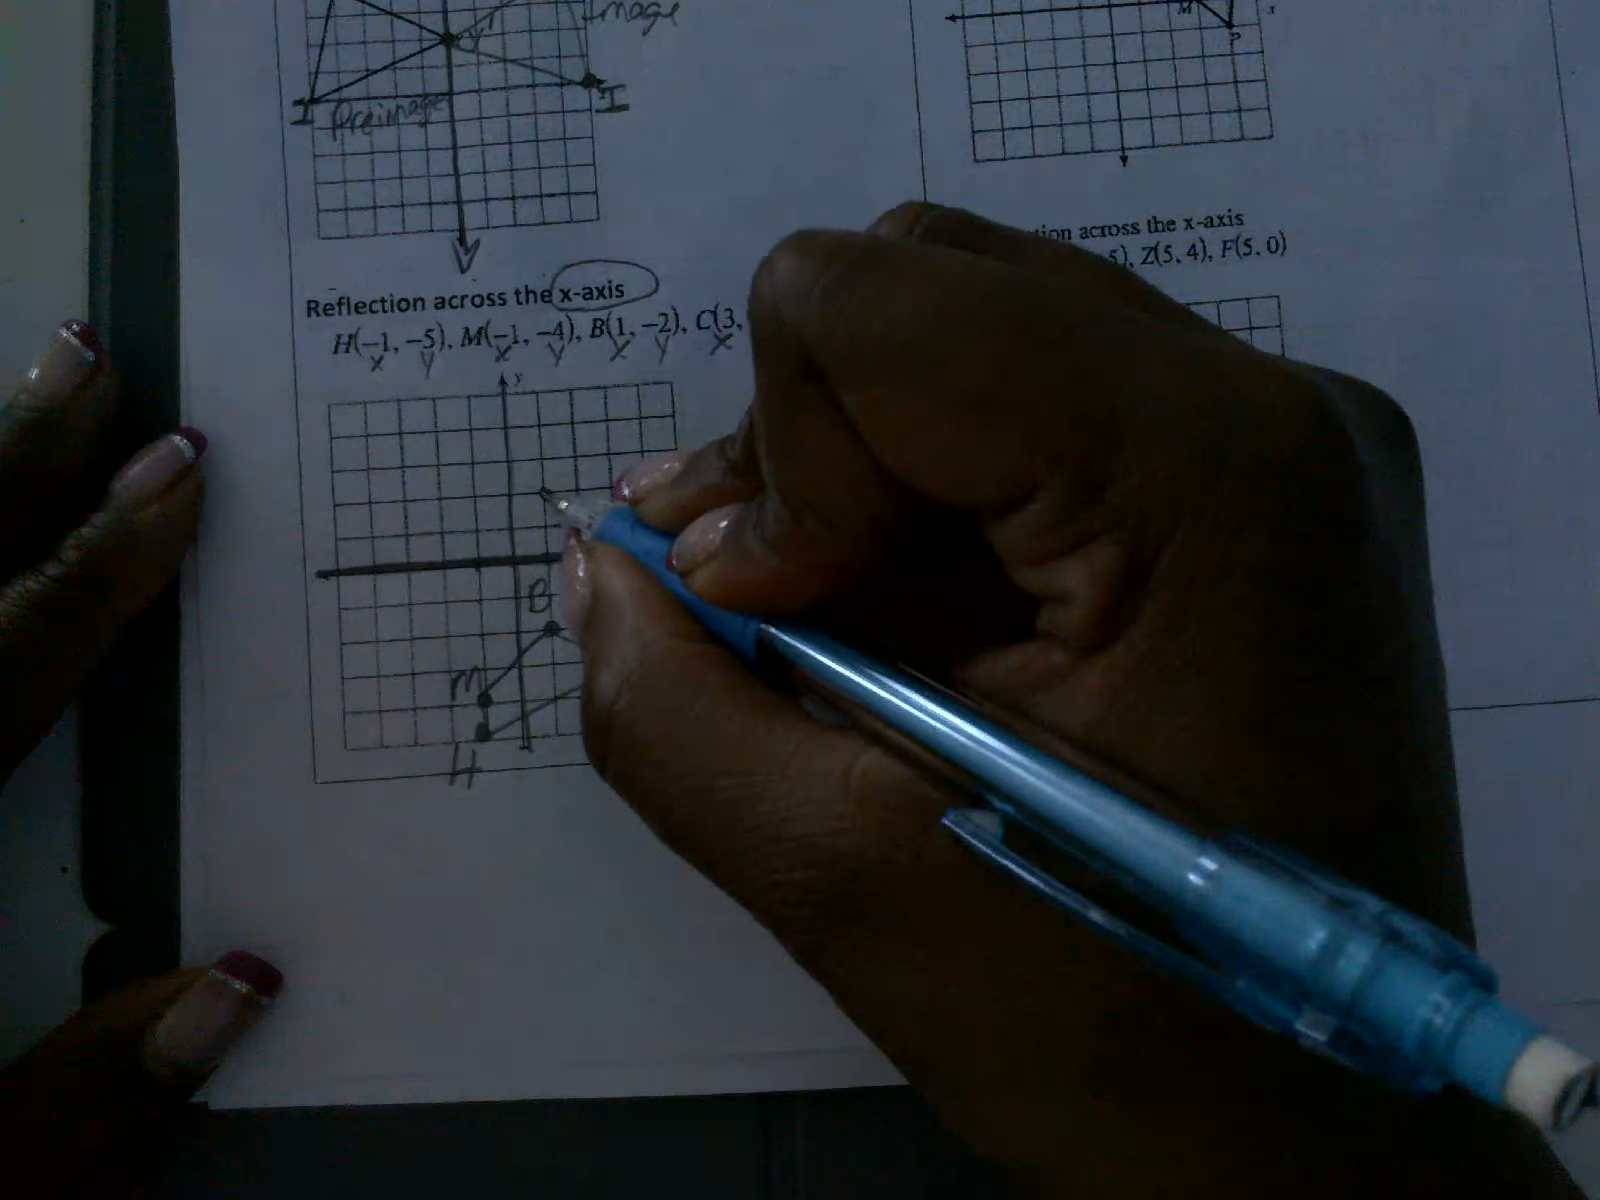 Image
M
x
P
I
Preimage
I
Reflection across the x-axis
H(−1, −5), M(−1, −4), B(1, −2), C(3,
x y x y x y x
y
B
M
H
tion across the x-axis
5), Z(5, 4), F(5, 0)